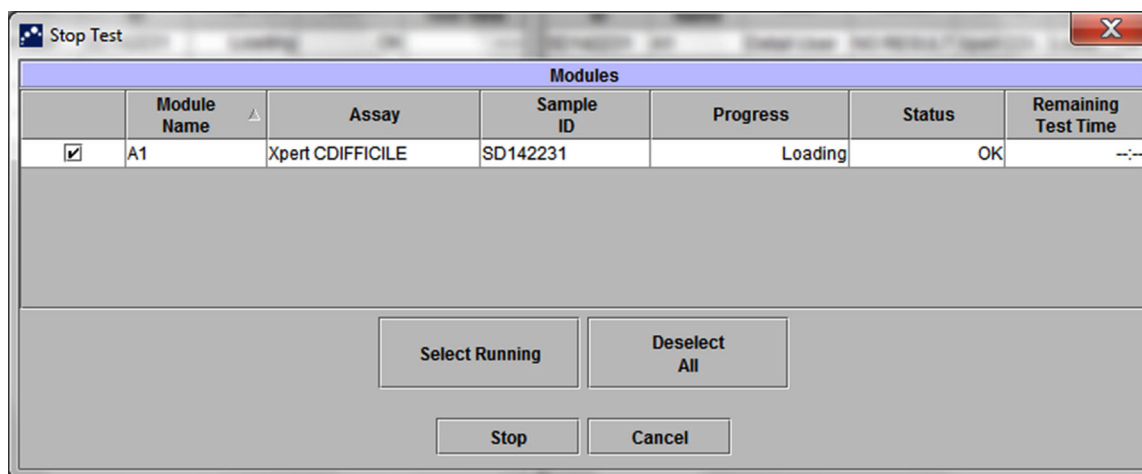 Stop Test
Modules
Module Name Assay Sample ID Progress Status Remaining Test Time
A1 Xpert CDIFFICILE SD142231 Loading OK --:--
Select Running Deselect All
Stop Cancel